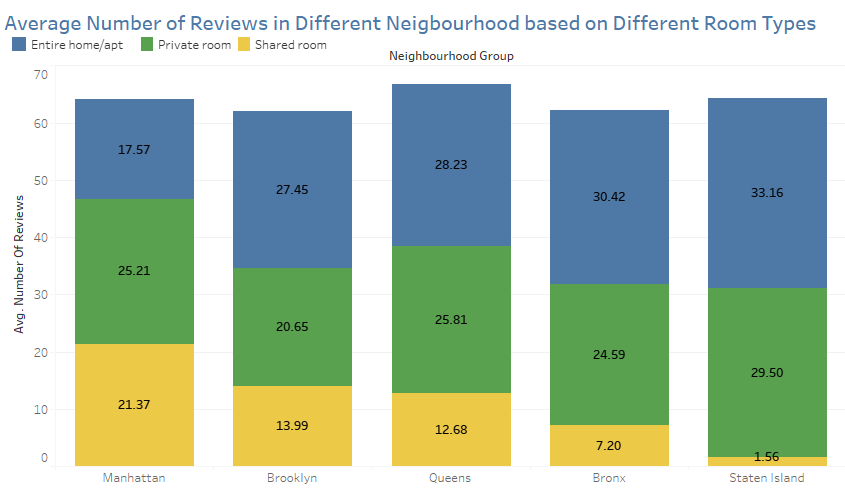 Average Number of Reviews in Different Neigbourhood based on Different Room Types
Entire home/apt Private room Shared room
Neighbourhood Group
Avg. Number Of Reviews
70
60
50
40
30
20
10
0
17.57 27.45 28.23 30.42 33.16
25.21 20.65 25.81 24.59 29.50
21.37 13.99 12.68 7.20 1.56
Manhattan Brooklyn Queens Bronx Staten Island